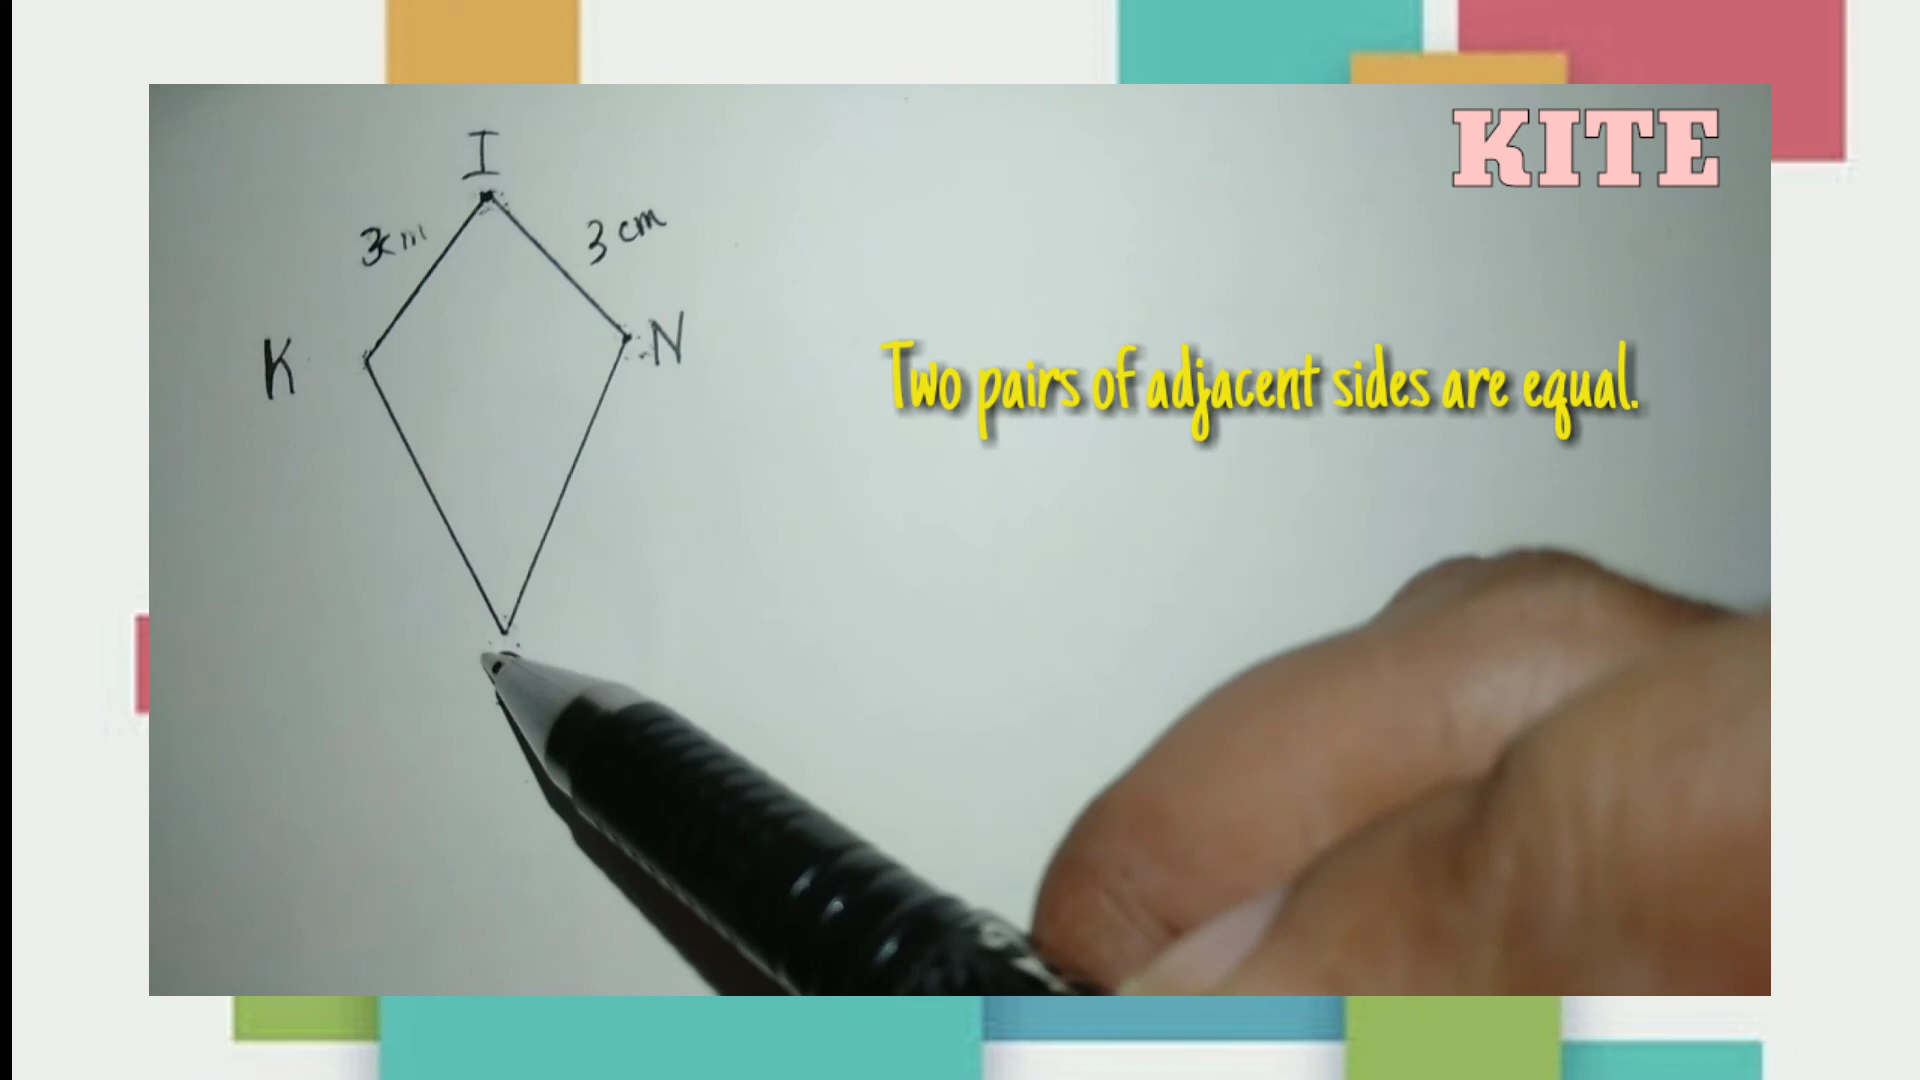 KITE
I
3cm
3 cm
K
N
Two pairs of adjacent sides are equal.